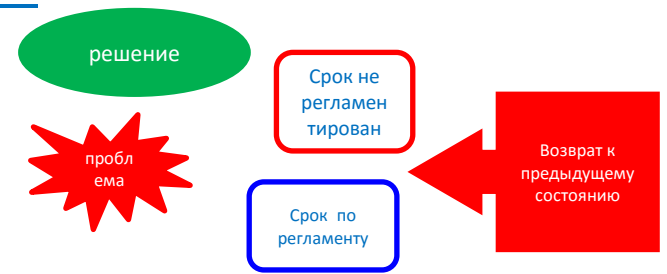 решение
Срок не
регламен
тирован
пробл
ема
Возврат к
предыдущему
состоянию
Срок по
регламенту